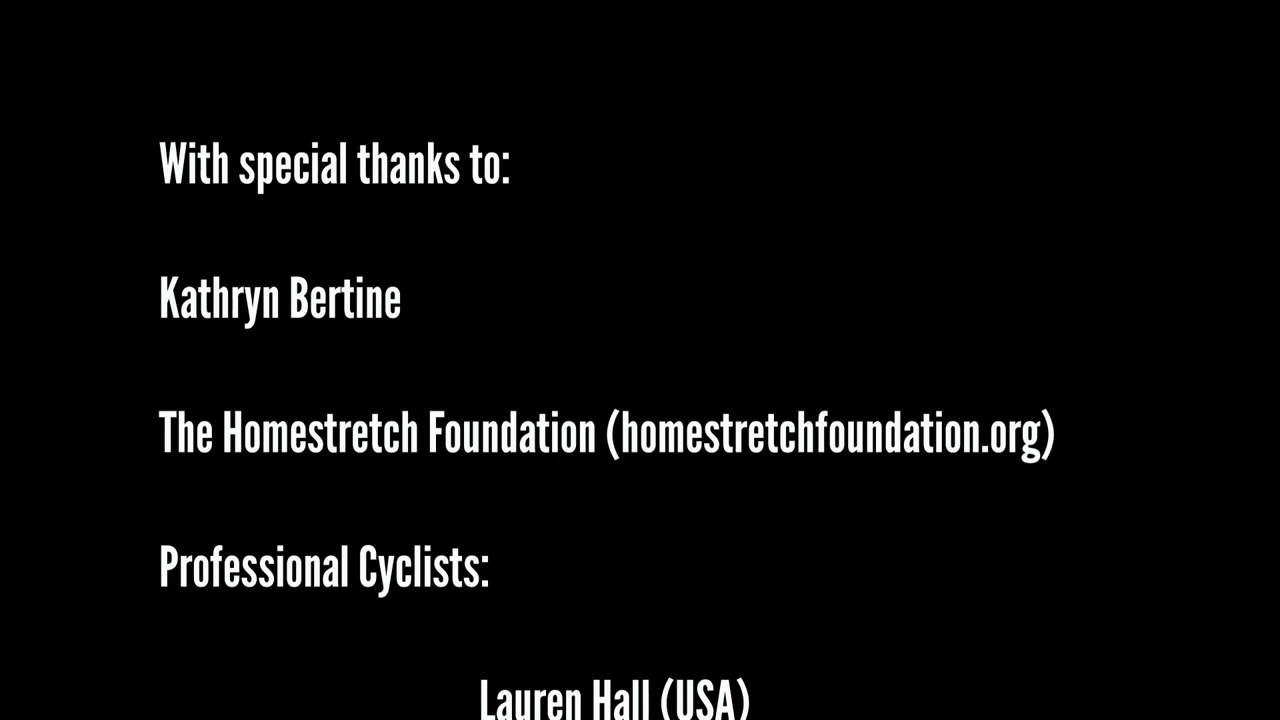 With special thanks to:
Kathryn Bertine
The Homestretch Foundation (homestretchfoundation.org)
Professional Cyclists:
Lauren Hall (USA)